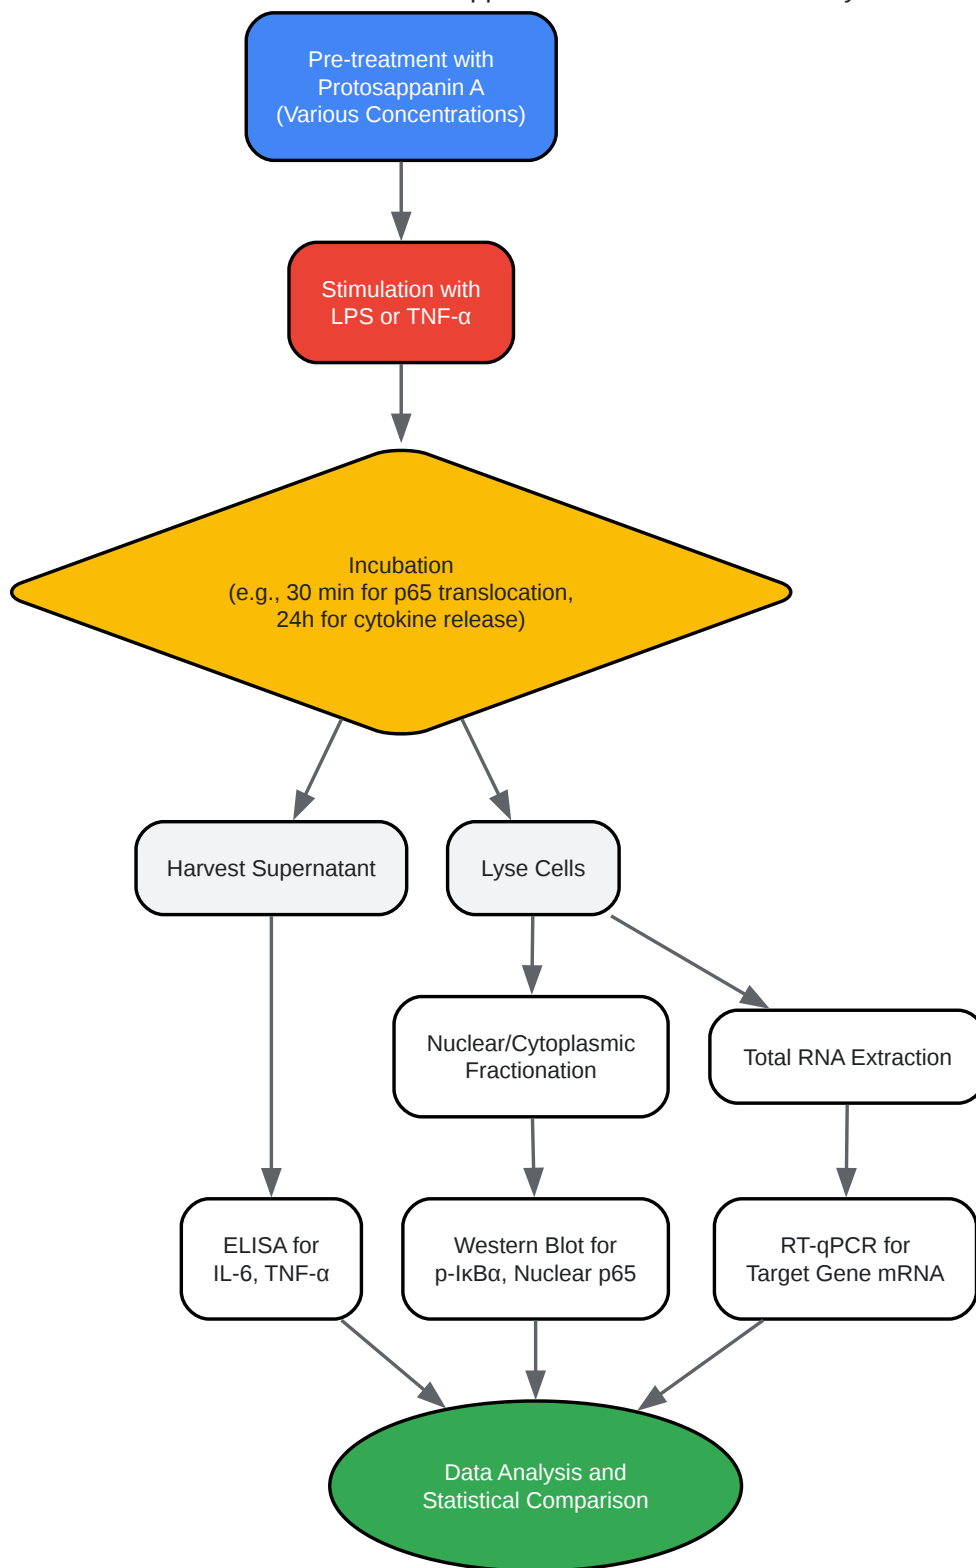 Pre-treatment with
Protosappanin A
(Various Concentrations)
Stimulation with
LPS or TNF-α
Incubation
(e.g., 30 min for p65 translocation,
24h for cytokine release)
Harvest Supernatant
Lyse Cells
Nuclear/Cytoplasmic
Fractionation
Total RNA Extraction
ELISA for
IL-6, TNF-α
Western Blot for
p-IκBα, Nuclear p65
RT-qPCR for
Target Gene mRNA
Data Analysis and
Statistical Comparison